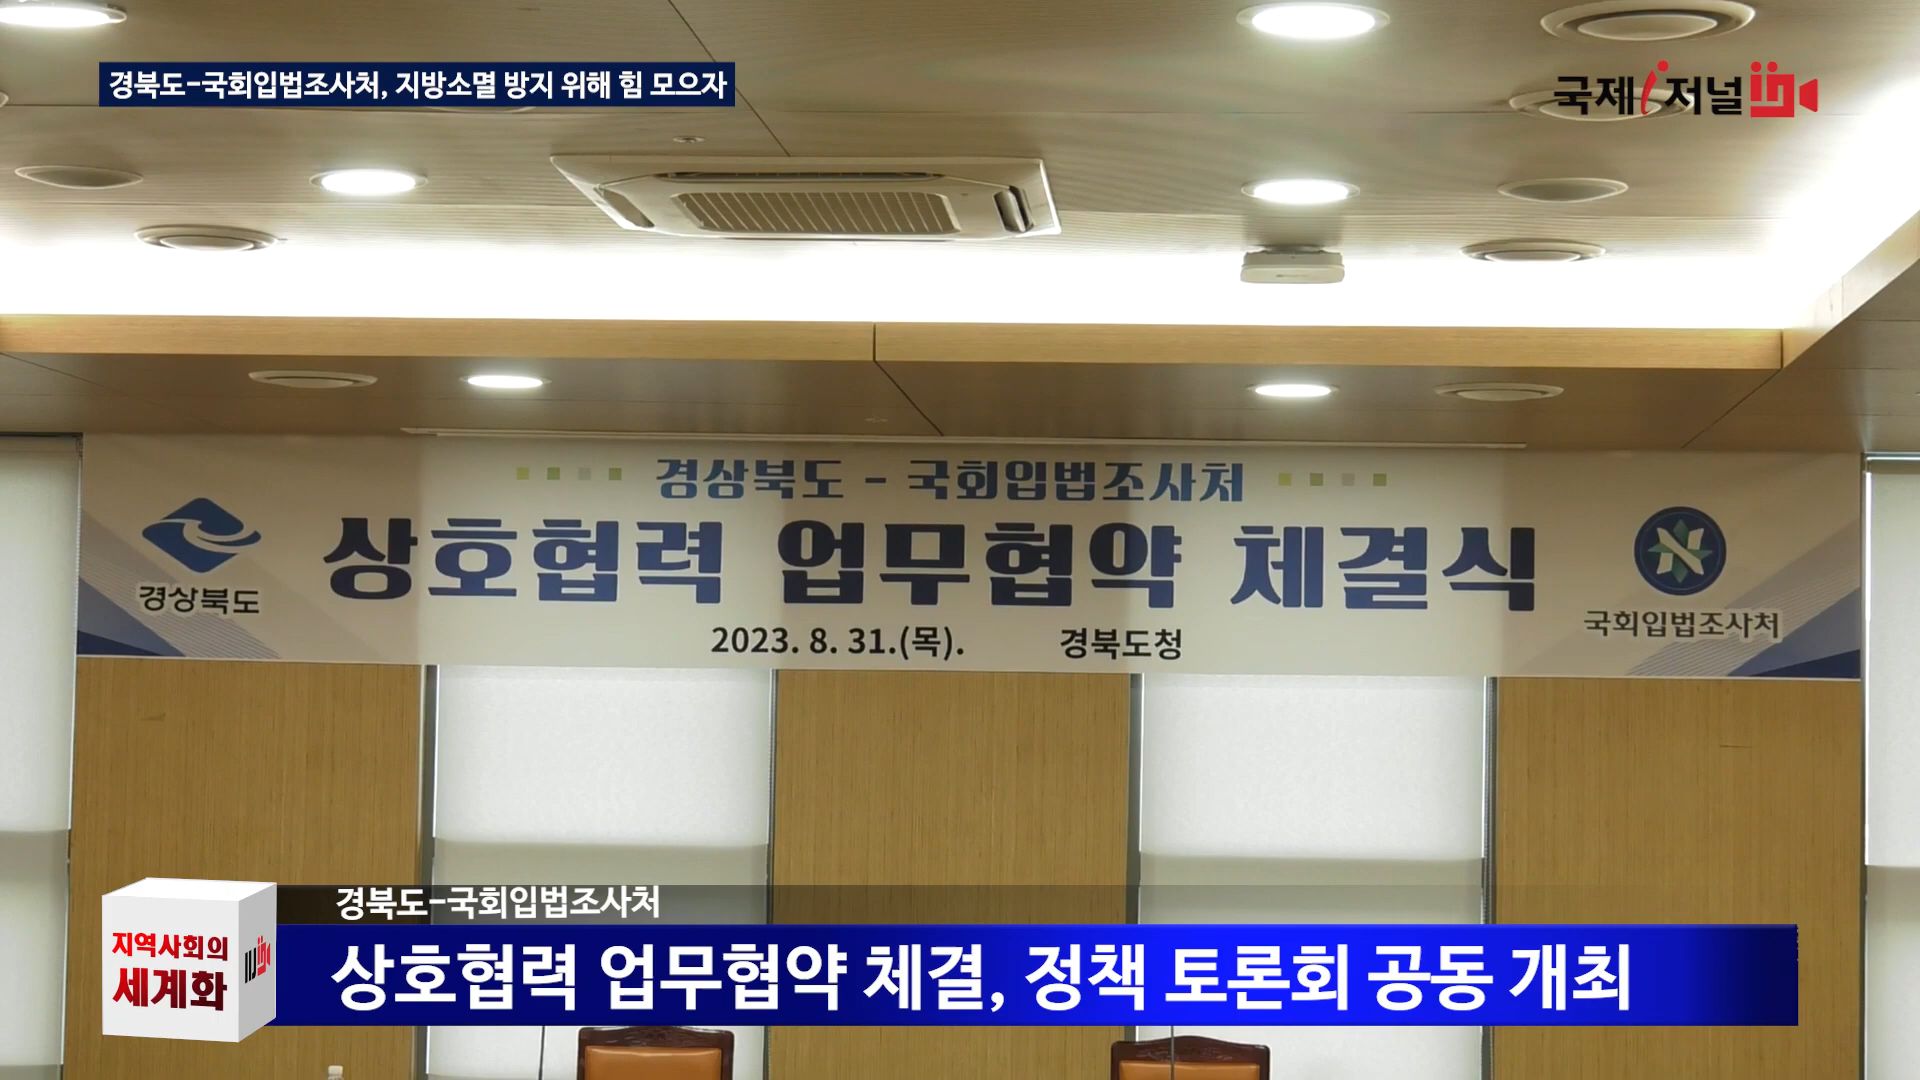 경북도-국회입법조사처, 지방소멸 방지 위해 힘 모으자
국제i저널
경상북도 - 국회입법조사처
상호협력 업무협약 체결식
경상북도
국회입법조사처
2023. 8. 31.(목). 경북도청
경북도-국회입법조사처
지역사회의
세계화
상호협력 업무협약 체결, 정책 토론회 공동 개최